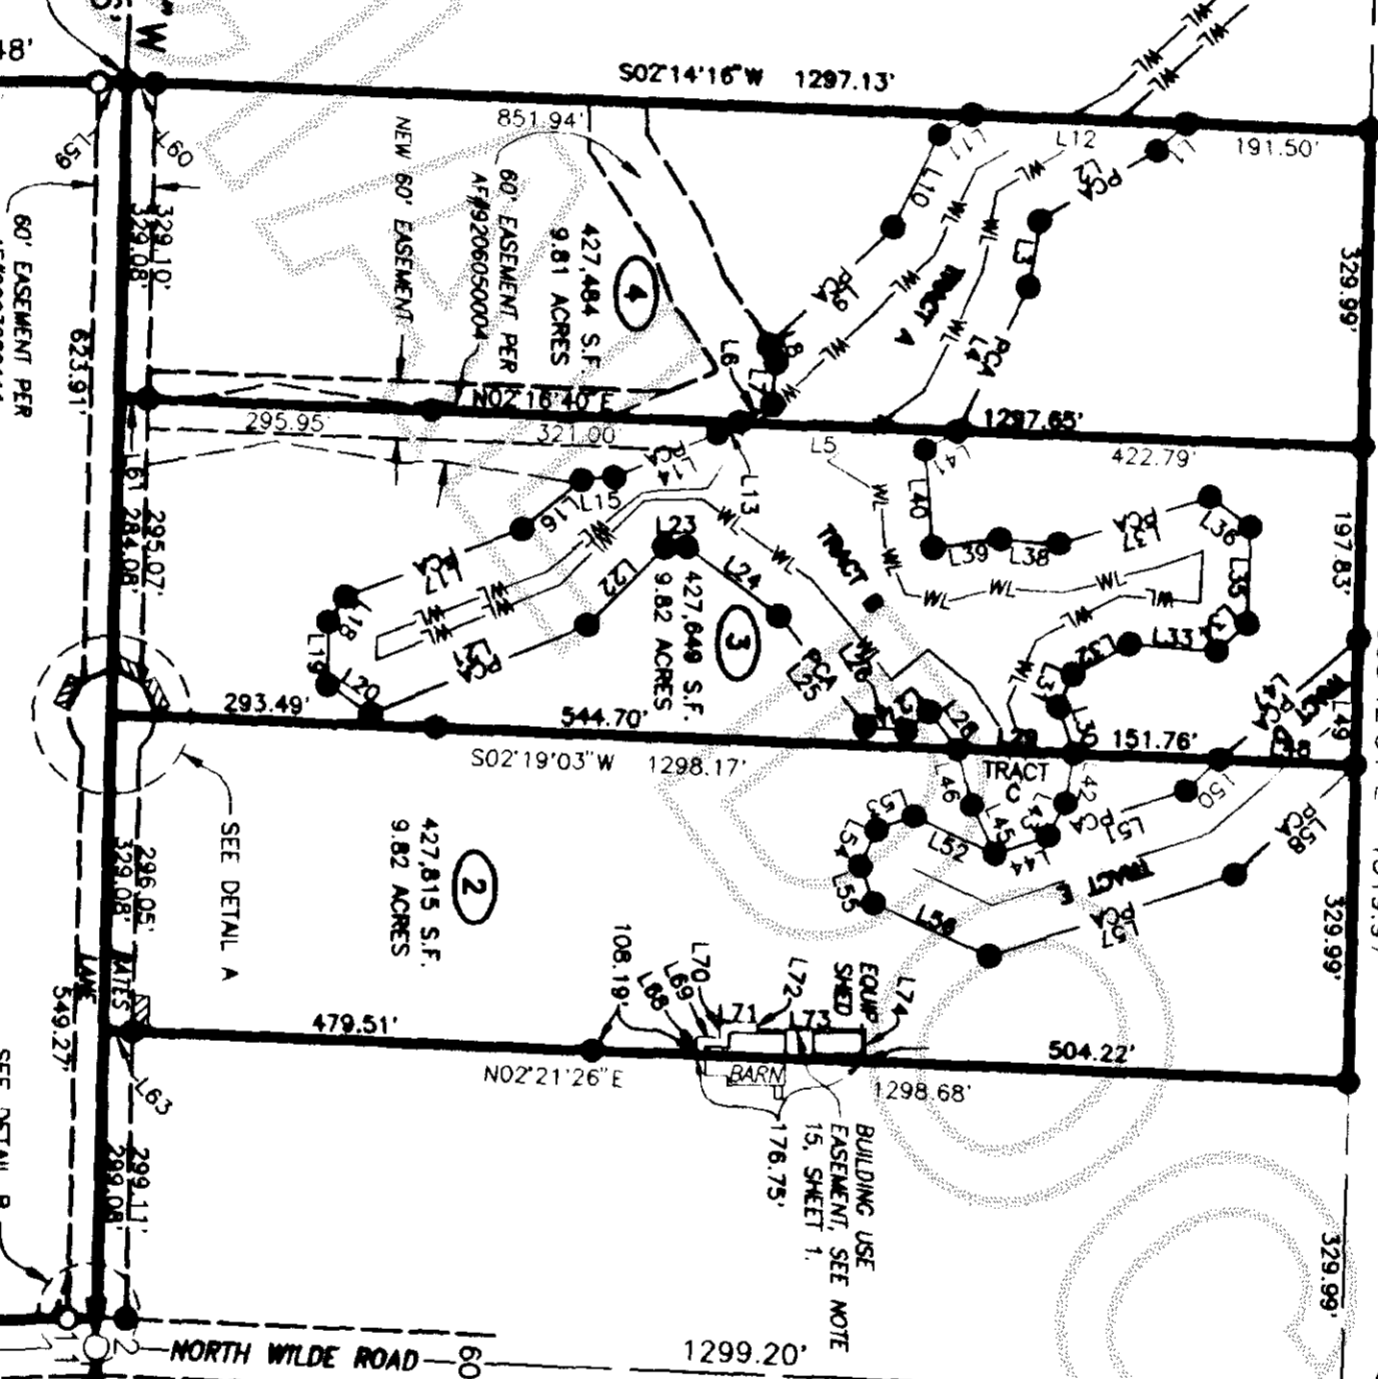 " W
48'
S02°14'16"W 1297.13'
851.94'
191.50'
L59
L60
L11
L12
L1
L2
PCA
L10
L3
WL
NEW 60' EASEMENT
60' EASEMENT PER
AF#9206050004
427,484 S.F.
9.81 ACRES
4
L9
PCA
TRACT A
PCA
L4
329.99'
329.10'
329.08'
60' EASEMENT PER
623.91'
L8
L7
L6
N02°16'40"E
1297.65'
295.95'
321.00
L5
422.79'
L41
L14
PCA
L13
L15
L16
L40
L39
L38
L37
PCA
L36
L35
197.83'
L61
284.08'
295.07'
L17
PCA
L18
L19
L20
L21
PCA
L22
L23
L24
427,649 S.F.
9.82 ACRES
3
TRACT B
PCA
L25
L26
L27
L28
L29
L30
L31
L32
L33
L34
293.49'
544.70'
151.76'
S02°19'03"W 1298.17'
TRACT
C
L42
L43
L44
L45
L46
L47
PCA
L48
L49
L50
L51
PCA
L52
L53
L54
L55
L56
L57
PCA
L58
PCA
TRACT E
SEE DETAIL A
427,815 S.F.
9.82 ACRES
2
296.05'
329.08'
329.99'
BATES
LANE
549.27'
479.51'
108.19'
L68
L69
L70
L71
L72
L73
L74
EQUIP
SHED
504.22'
N02°21'26"E
BARN
1298.68'
176.75'
BUILDING USE
EASEMENT, SEE NOTE
15, SHEET 1.
L63
299.11'
299.08'
329.99'
SEE DETAIL B
NORTH WILDE ROAD
60
1299.20'